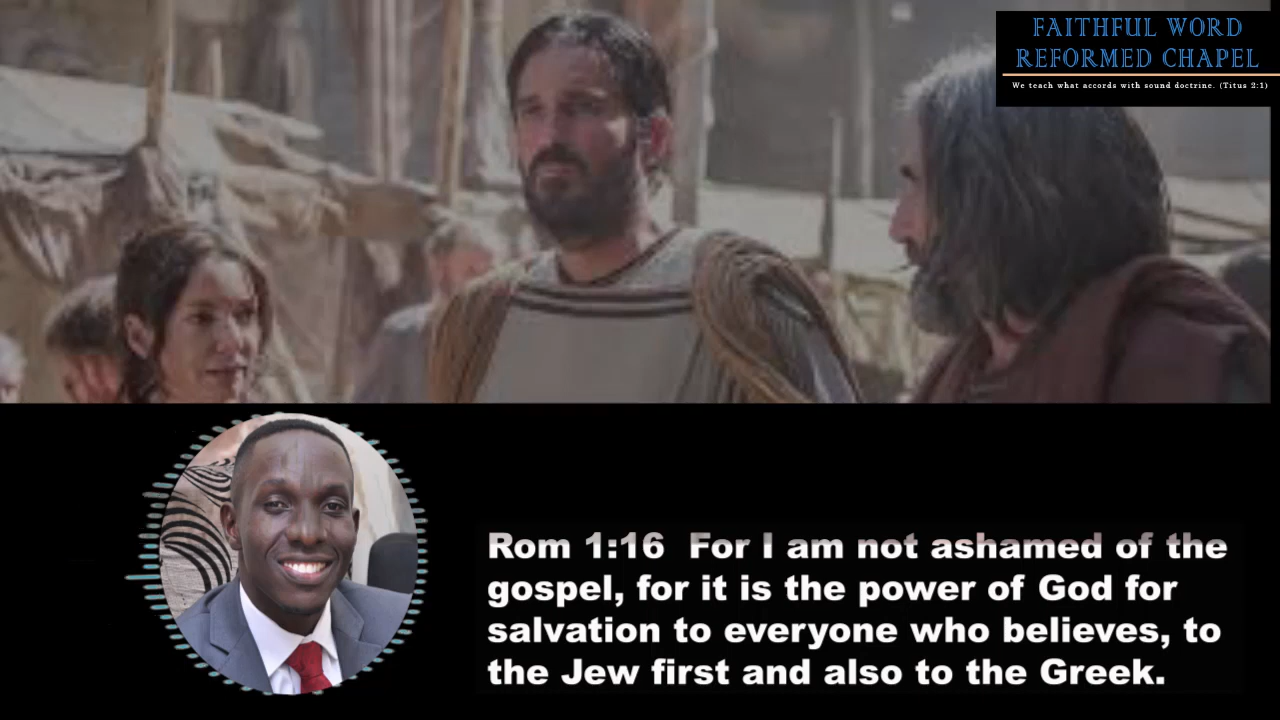 FAITHFUL WORD
REFORMED CHAPEL
We teach what accords with sound doctrine. (Titus 2:1)
Rom 1:16  For I am not ashamed of the
gospel, for it is the power of God for
salvation to everyone who believes, to
the Jew first and also to the Greek.